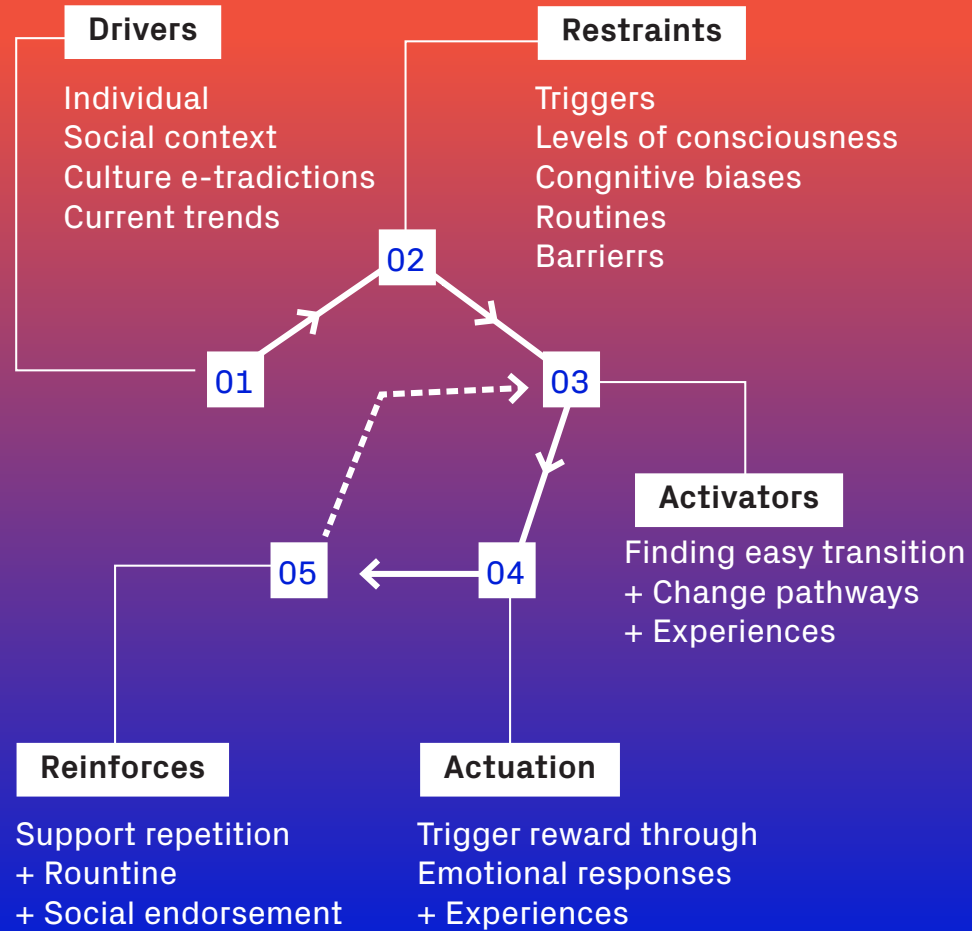 Drivers
Individual
Social context
Culture e-tradictions
Current trends
Restraints
Triggers
Levels of consciousness
Congnitive biases
Routines
Barrierrs
02
01
03
Activators
Finding easy transition
+ Change pathways
+ Experiences
05
04
Reinforces
Support repetition
+ Rountine
+ Social endorsement
Actuation
Trigger reward through
Emotional responses
+ Experiences